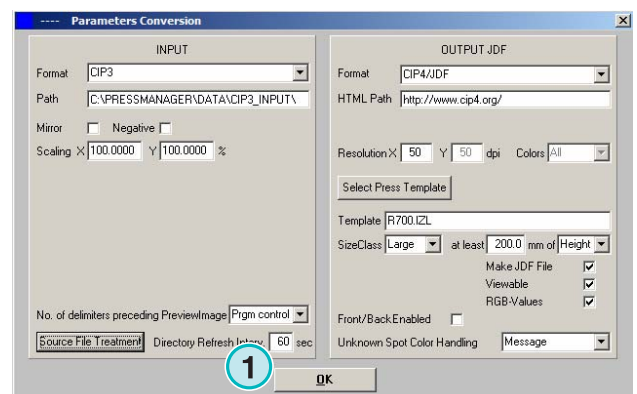 ---- Parameters Conversion
INPUT
Format CIP3
Path C:\PRESSMANAGER\DATA\CIP3_INPUT\
Mirror Negative
Scaling X 100.0000 Y 100.0000 %
No. of delimiters preceding PreviewImage Prgm control
Source File Treatment Directory Refresh Interv. 60 sec
OUTPUT JDF
Format CIP4/JDF
HTML Path http://www.cip4.org/
Resolution X 50 Y 50 dpi Colors All
Select Press Template
Template R700.IZL
SizeClass Large at least 200.0 mm of Height
Make JDF File
Viewable
RGB-Values
Front/Back Enabled
Unknown Spot Color Handling Message
1
OK